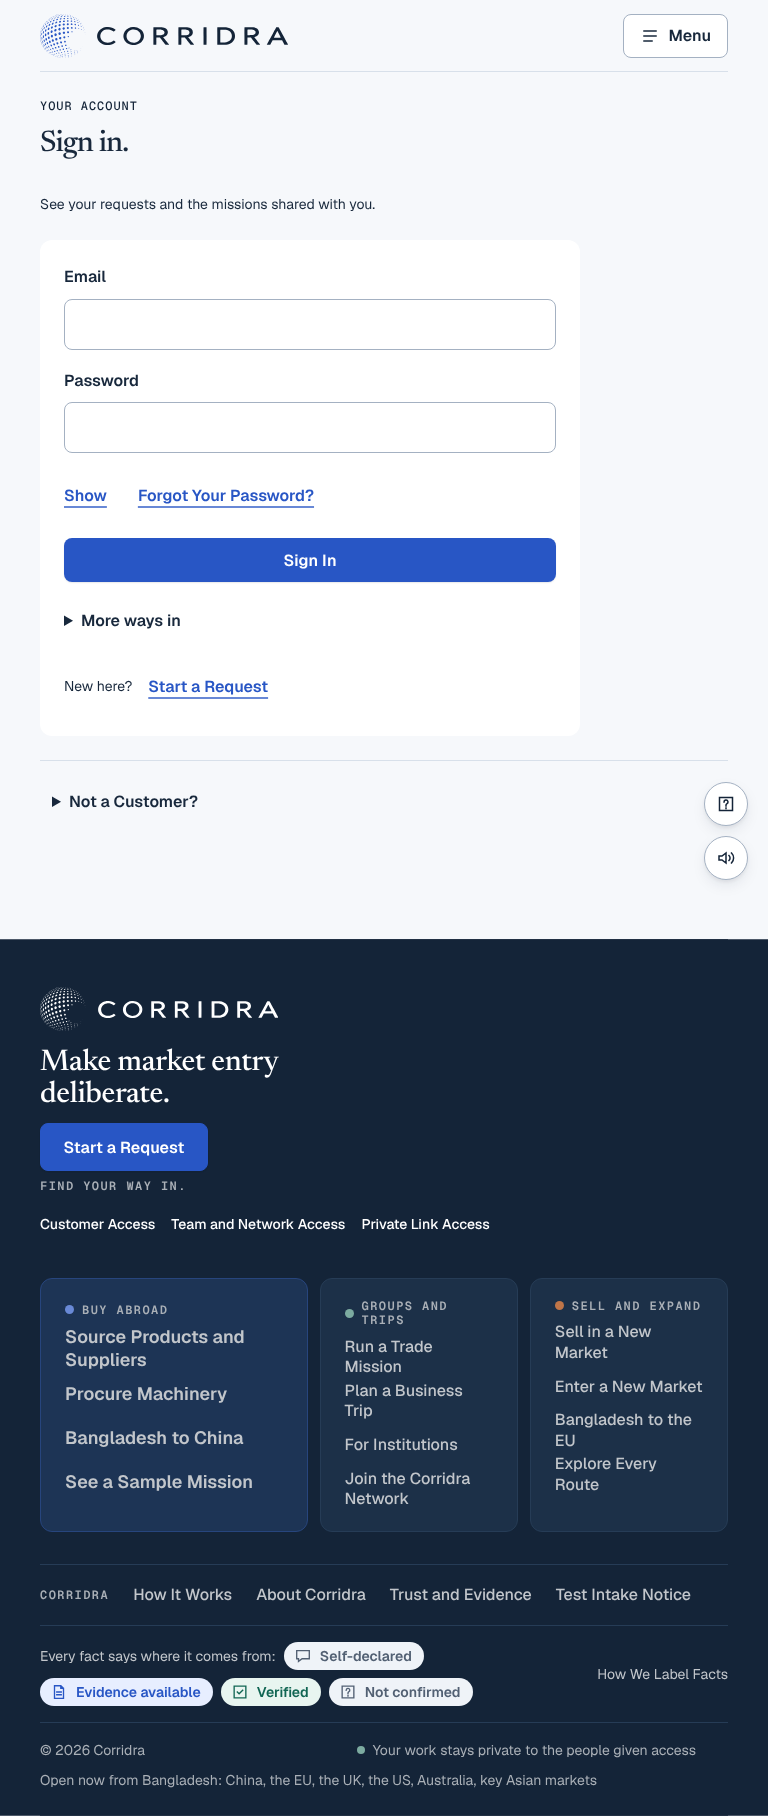 CORRIDRA
Menu
YOUR ACCOUNT
Sign in.
See your requests and the missions shared with you.
Email
Password
Show Forgot Your Password?
Sign In
More ways in
New here? Start a Request
Not a Customer?
CORRIDRA
Make market entry
deliberate.
Start a Request
FIND YOUR WAY IN.
Customer Access Team and Network Access Private Link Access
BUY ABROAD
Source Products and
Suppliers
Procure Machinery
Bangladesh to China
See a Sample Mission
GROUPS AND
TRIPS
Run a Trade
Mission
Plan a Business
Trip
For Institutions
Join the Corridra
Network
SELL AND EXPAND
Sell in a New
Market
Enter a New Market
Bangladesh to the
EU
Explore Every
Route
CORRIDRA How It Works About Corridra Trust and Evidence Test Intake Notice
Every fact says where it comes from: Self-declared
Evidence available Verified Not confirmed
How We Label Facts
© 2026 Corridra
Your work stays private to the people given access
Open now from Bangladesh: China, the EU, the UK, the US, Australia, key Asian markets